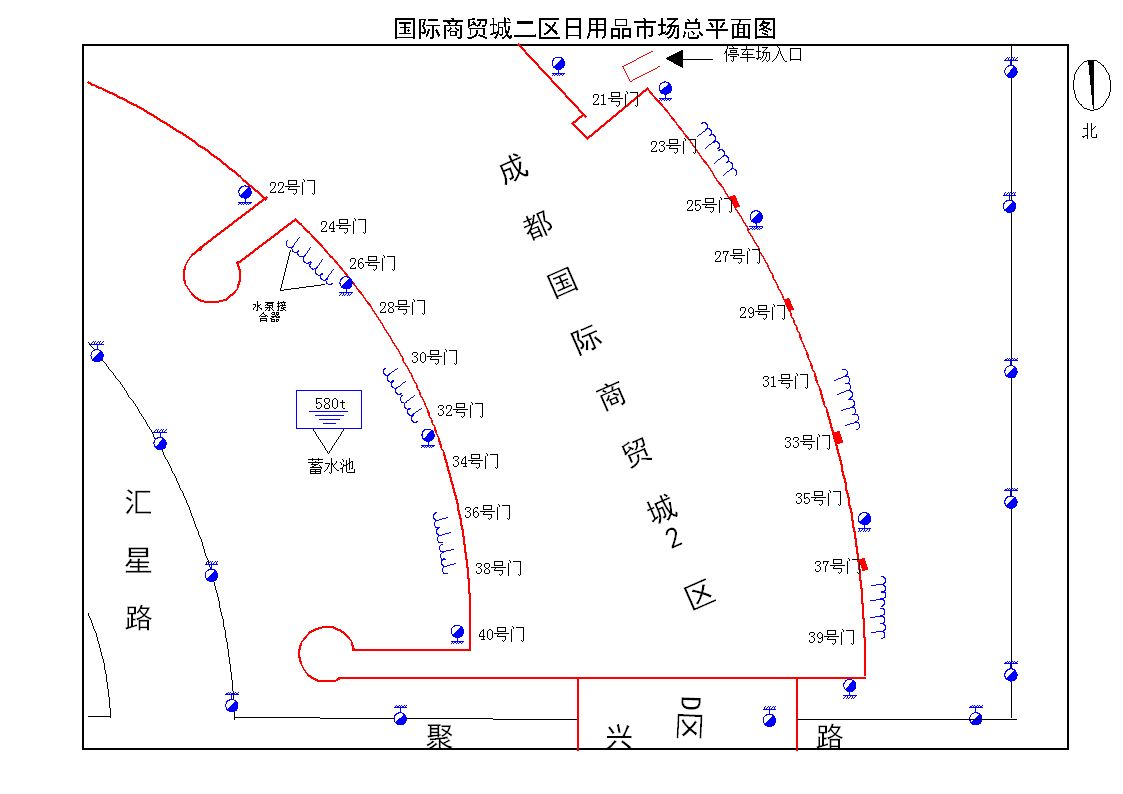 国际商贸城二区日用品市场总平面图
停车场入口
北
21号门
23号门
25号门
27号门
29号门
31号门
33号门
35号门
37号门
39号门
22号门
24号门
26号门
28号门
30号门
32号门
34号门
36号门
38号门
40号门
水泵接
合器
580t
蓄水池
成都国际商贸城2区
汇星路
聚兴路
D区